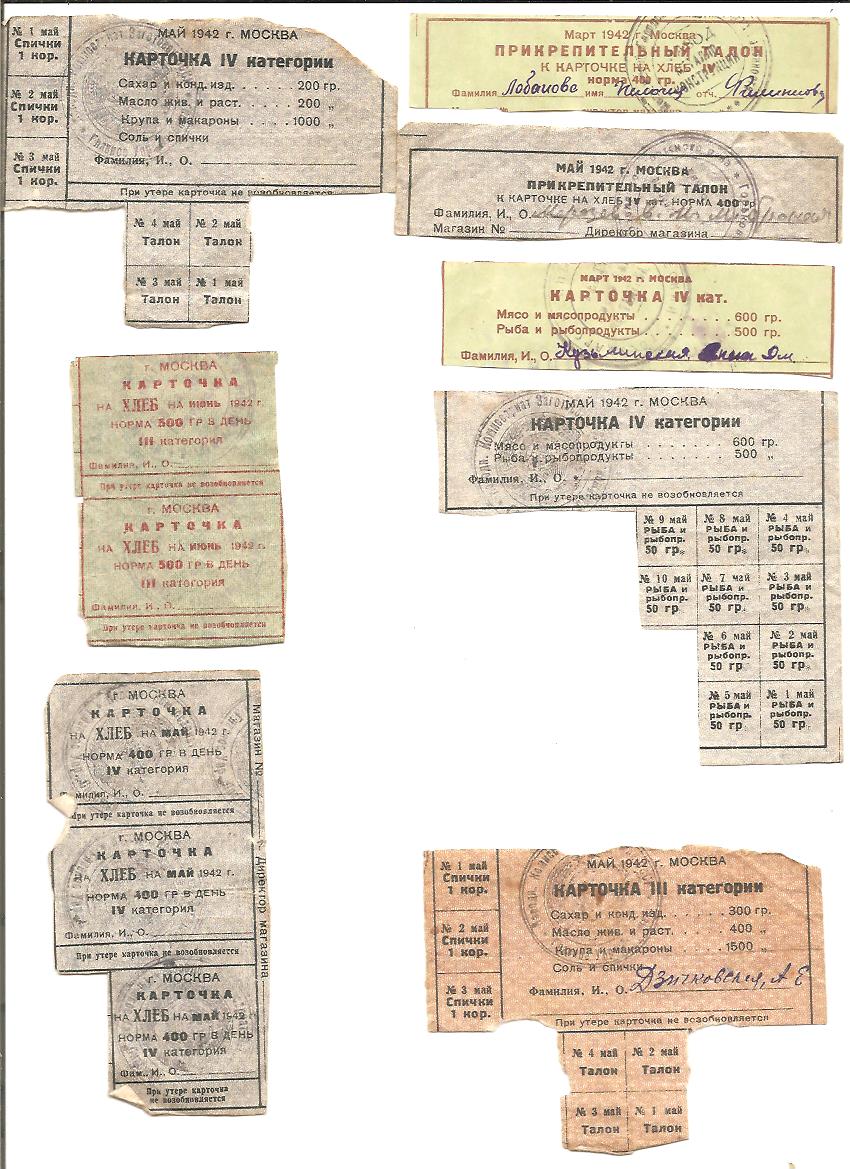 № 1 май
Спички
1 кор.
№ 2 май
Спички
1 кор.
№ 3 май
Спички
1 кор.
МАЙ 1942 г. МОСКВА
КАРТОЧКА IV категории
Сахар и конд. изд. . . . . . 200 гр.
Масло жив. и раст. . . . . . 200 „
Крупа и макароны . . . . . 1000 „
Соль и спички
Фамилия, И., О.
При утере карточка не возобновляется
№ 4 май
Талон
№ 2 май
Талон
№ 3 май
Талон
№ 1 май
Талон
Март 1942 г. Москва
ПРИКРЕПИТЕЛЬНЫЙ ТАЛОН
К КАРТОЧКЕ НА ХЛЕБ IV
норма 400 гр.
Фамилия Лобанова имя отч.
МАЙ 1942 г. МОСКВА
ПРИКРЕПИТЕЛЬНЫЙ ТАЛОН
К КАРТОЧКЕ НА ХЛЕБ IV кат. НОРМА 400 гр
Фамилия, И., О.
Магазин № Директор магазина
МАРТ 1942 г. МОСКВА
КАРТОЧКА IV кат.
Мясо и мясопродукты . . . . . . . . . 600 гр.
Рыба и рыбопродукты . . . . . . . . . 500 гр.
Фамилия, И., О. Кузьминская Анна
МАЙ 1942 г. МОСКВА
КАРТОЧКА IV категории
Мясо и мясопродукты . . . . . . . . 600 гр.
Рыба и рыбопродукты . . . . . . . . 500 „
Фамилия, И., О.
При утере карточка не возобновляется
№ 9 май
РЫБА и
рыбопр.
50 гр.
№ 8 май
РЫБА и
рыбопр.
50 гр.
№ 4 май
РЫБА и
рыбопр.
50 гр.
№ 10 май
РЫБА и
рыбопр.
50 гр
№ 7 май
РЫБА и
рыбопр.
50 гр.
№ 3 май
РЫБА и
рыбопр.
50 гр
№ 6 май
РЫБА и
рыбопр.
50 гр
№ 2 май
РЫБА и
рыбопр.
50 гр
№ 5 май
РЫБА и
рыбопр.
50 гр
№ 1 май
РЫБА и
рыбопр.
50 гр.
г. МОСКВА
КАРТОЧКА
НА ХЛЕБ НА ИЮНЬ 1942 г.
НОРМА 500 ГР В ДЕНЬ
III категория
Фамилия, И., О.
При утере карточка не возобновляется
г. МОСКВА
КАРТОЧКА
НА ХЛЕБ НА ИЮНЬ 1942 г.
НОРМА 500 ГР В ДЕНЬ
III категория
Фамилия, И., О.
При утере карточка не возобновляется
г. МОСКВА
КАРТОЧКА
НА ХЛЕБ НА МАЙ 1942 г.
НОРМА 400 ГР В ДЕНЬ
IV категория
амилия, И., О.
При утере карточка не возобновляется
г. МОСКВА
КАРТОЧКА
НА ХЛЕБ НА МАЙ 1942 г.
НОРМА 400 ГР В ДЕНЬ
IV категория
Фамилия, И., О.
При утере карточка не возобновляется
г. МОСКВА
КАРТОЧКА
НА ХЛЕБ НА МАЙ 1942 г
НОРМА 400 ГР В ДЕНЬ
IV категория
Фам., И., О.
При утере карточка
не возобновляется
Магазин №
Директор магазина
№ 1 май
Спички
1 кор.
№ 2 май
Спички
1 кор.
№ 3 май
Спички
1 кор.
МАЙ 1942 г. МОСКВА
КАРТОЧКА III категории
Сахар и конд. изд. . . . . . . 300 гр.
Масло жив. и раст. . . . . . 400 „
Крупа и макароны . . . . . 1500 „
Соль и спички
Фамилия, И., О. Дзичковская, А Е
При утере карточка не возобновляется
№ 4 май
Талон
№ 2 май
Талон
№ 3 май
Талон
№ 1 май
Талон